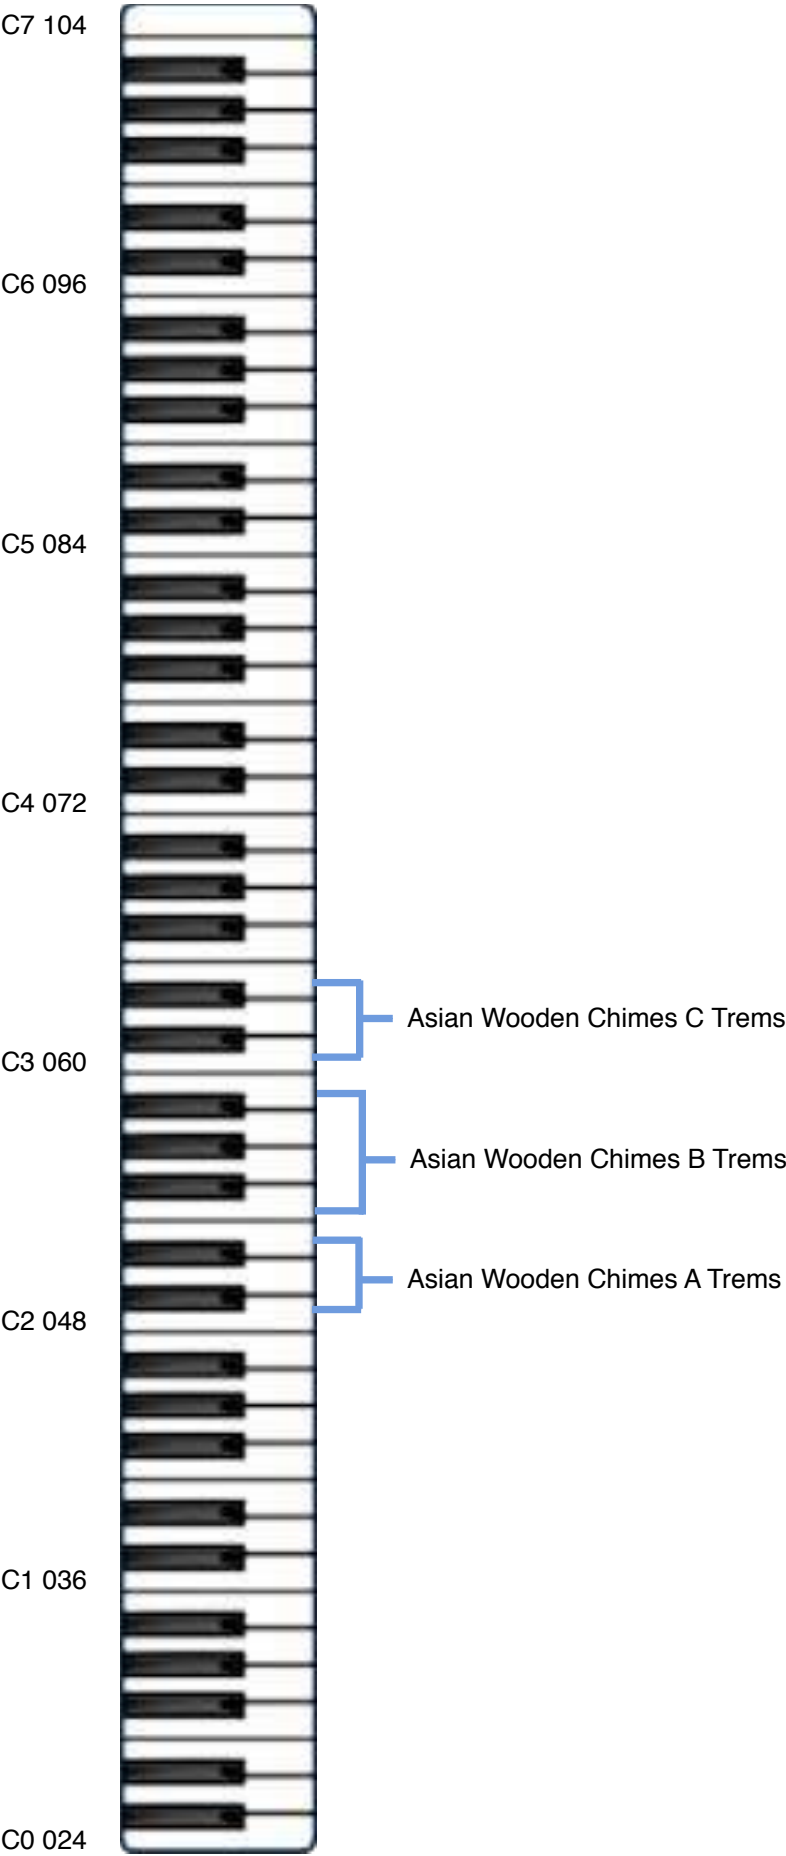 C7 104
C6 096
C5 084
C4 072
Asian Wooden Chimes C Trems
C3 060
Asian Wooden Chimes B Trems
Asian Wooden Chimes A Trems
C2 048
C1 036
C0 024